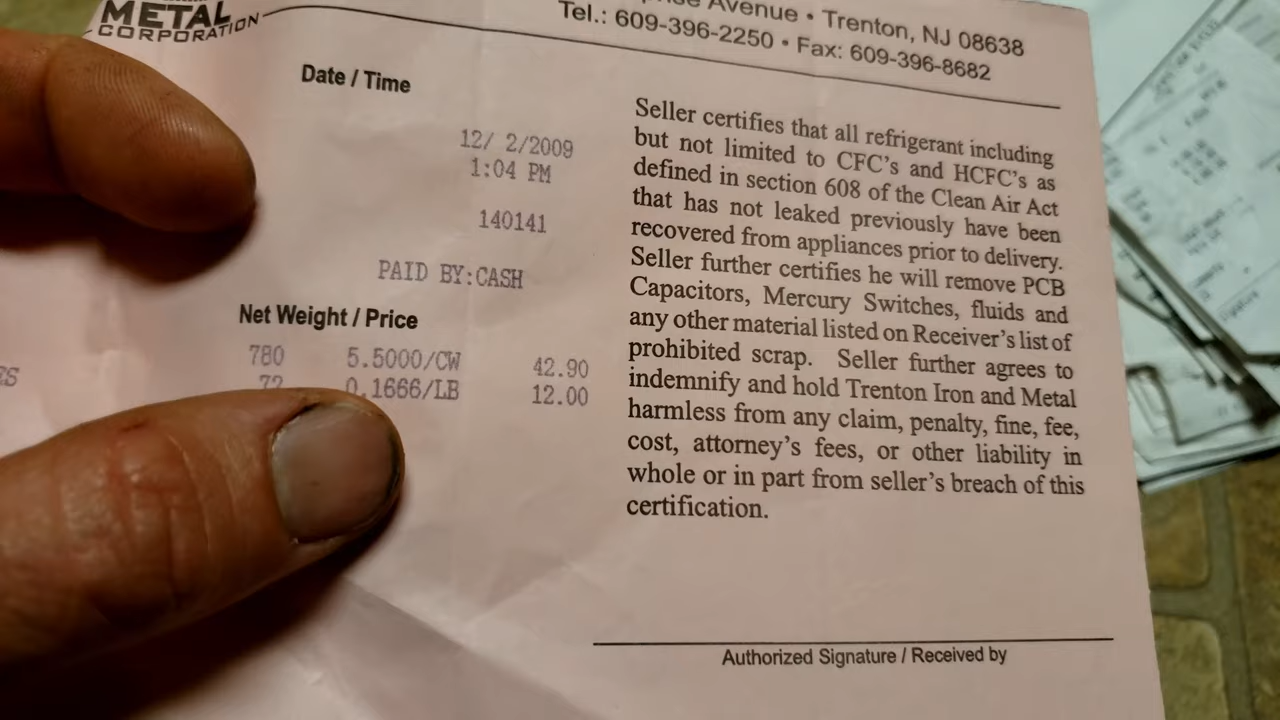 METAL
CORPORATION
Avenue • Trenton, NJ 08638
Tel.: 609-396-2250 • Fax: 609-396-8682
Date / Time
12/ 2/2009
1:04 PM
140141
PAID BY:CASH
Net Weight / Price
780 5.5000/CW 42.90
72 0.1666/LB 12.00
ES
Seller certifies that all refrigerant including
but not limited to CFC's and HCFC's as
defined in section 608 of the Clean Air Act
that has not leaked previously have been
recovered from appliances prior to delivery.
Seller further certifies he will remove PCB
Capacitors, Mercury Switches, fluids and
any other material listed on Receiver's list of
prohibited scrap. Seller further agrees to
indemnify and hold Trenton Iron and Metal
harmless from any claim, penalty, fine, fee,
cost, attorney's fees, or other liability in
whole or in part from seller's breach of this
certification.
Authorized Signature / Received by